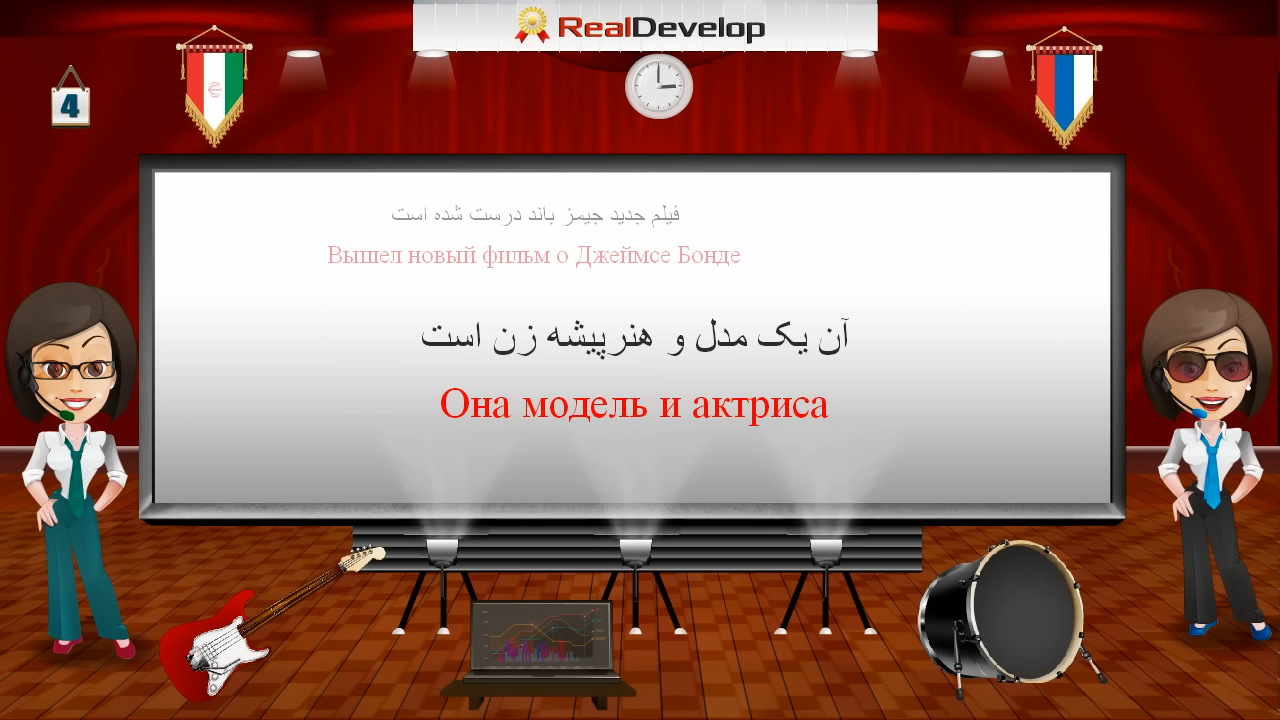 RealDevelop
4
فیلم جدید جیمز باند درست شده است
Вышел новый фильм о Джеймсе Бонде
آن یک مدل و هنرپیشه زن است
Она модель и актриса